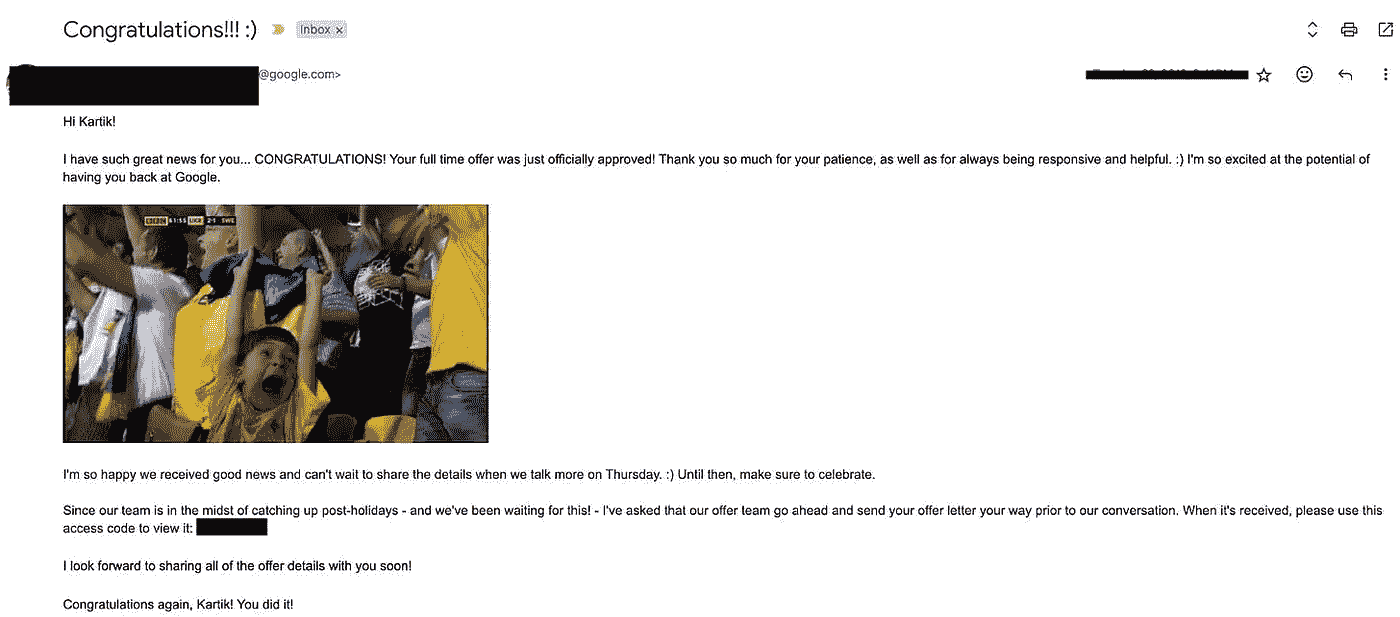 Congratulations!!! :) Inbox ×
@google.com>
Hi Kartik!
I have such great news for you... CONGRATULATIONS! Your full time offer was just officially approved! Thank you so much for your patience, as well as for always being responsive and helpful. :) I'm so excited at the potential of
having you back at Google.
61:55 UKR 2-1 SWE
I'm so happy we received good news and can't wait to share the details when we talk more on Thursday. :) Until then, make sure to celebrate.
Since our team is in the midst of catching up post-holidays - and we've been waiting for this! - I've asked that our offer team go ahead and send your offer letter your way prior to our conversation. When it's received, please use this
access code to view it:
I look forward to sharing all of the offer details with you soon!
Congratulations again, Kartik! You did it!